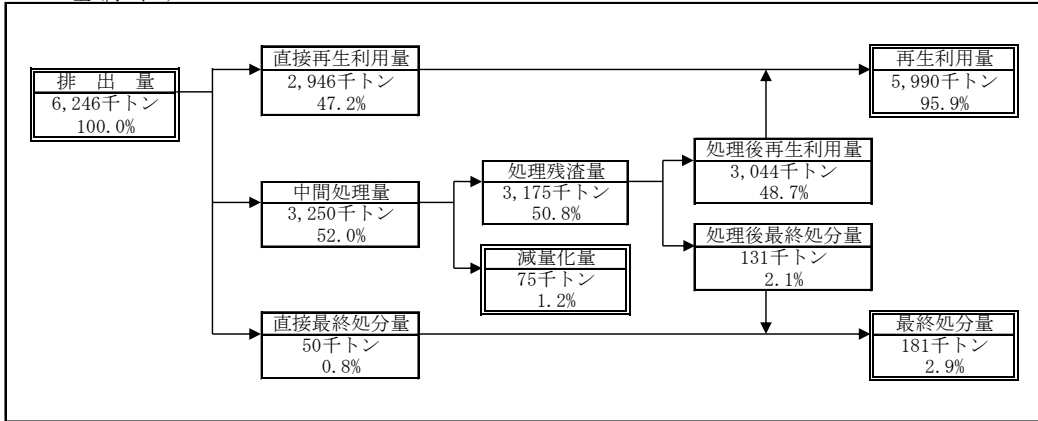 排 出 量
6,246千トン
100.0%
直接再生利用量
2,946千トン
47.2%
中間処理量
3,250千トン
52.0%
直接最終処分量
50千トン
0.8%
処理残渣量
3,175千トン
50.8%
減量化量
75千トン
1.2%
処理後再生利用量
3,044千トン
48.7%
処理後最終処分量
131千トン
2.1%
再生利用量
5,990千トン
95.9%
最終処分量
181千トン
2.9%